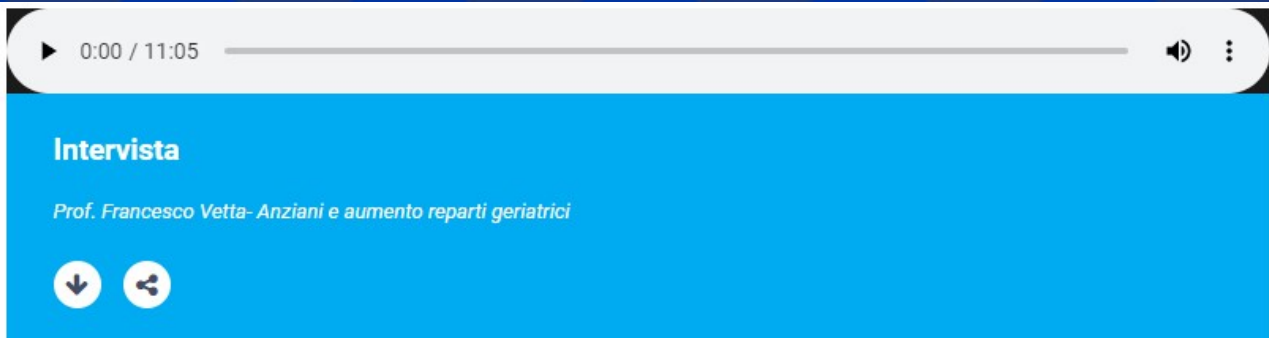 0:00 / 11:05
Intervista
Prof. Francesco Vetta- Anziani e aumento reparti geriatrici